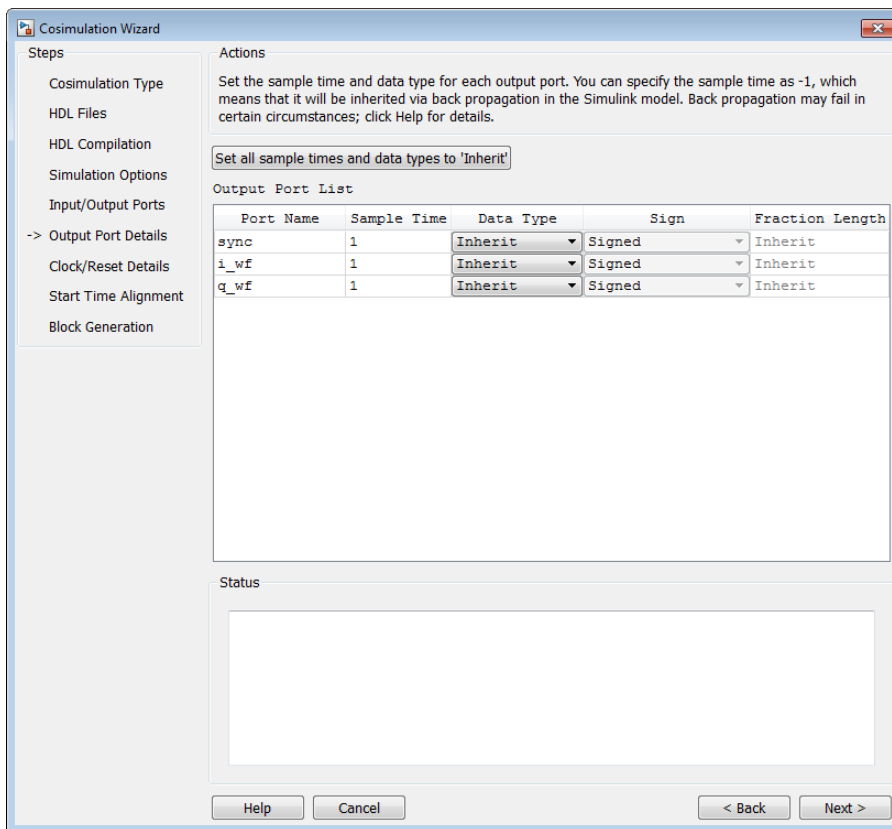 Cosimulation Wizard
Steps
Cosimulation Type
HDL Files
HDL Compilation
Simulation Options
Input/Output Ports
-> Output Port Details
Clock/Reset Details
Start Time Alignment
Block Generation
Actions
Set the sample time and data type for each output port. You can specify the sample time as -1, which
means that it will be inherited via back propagation in the Simulink model. Back propagation may fail in
certain circumstances; click Help for details.
Set all sample times and data types to 'Inherit'
Output Port List
Port Name Sample Time Data Type Sign Fraction Length
sync 1 Inherit Signed Inherit
i_wf 1 Inherit Signed Inherit
q_wf 1 Inherit Signed Inherit
Status
Help Cancel < Back Next >